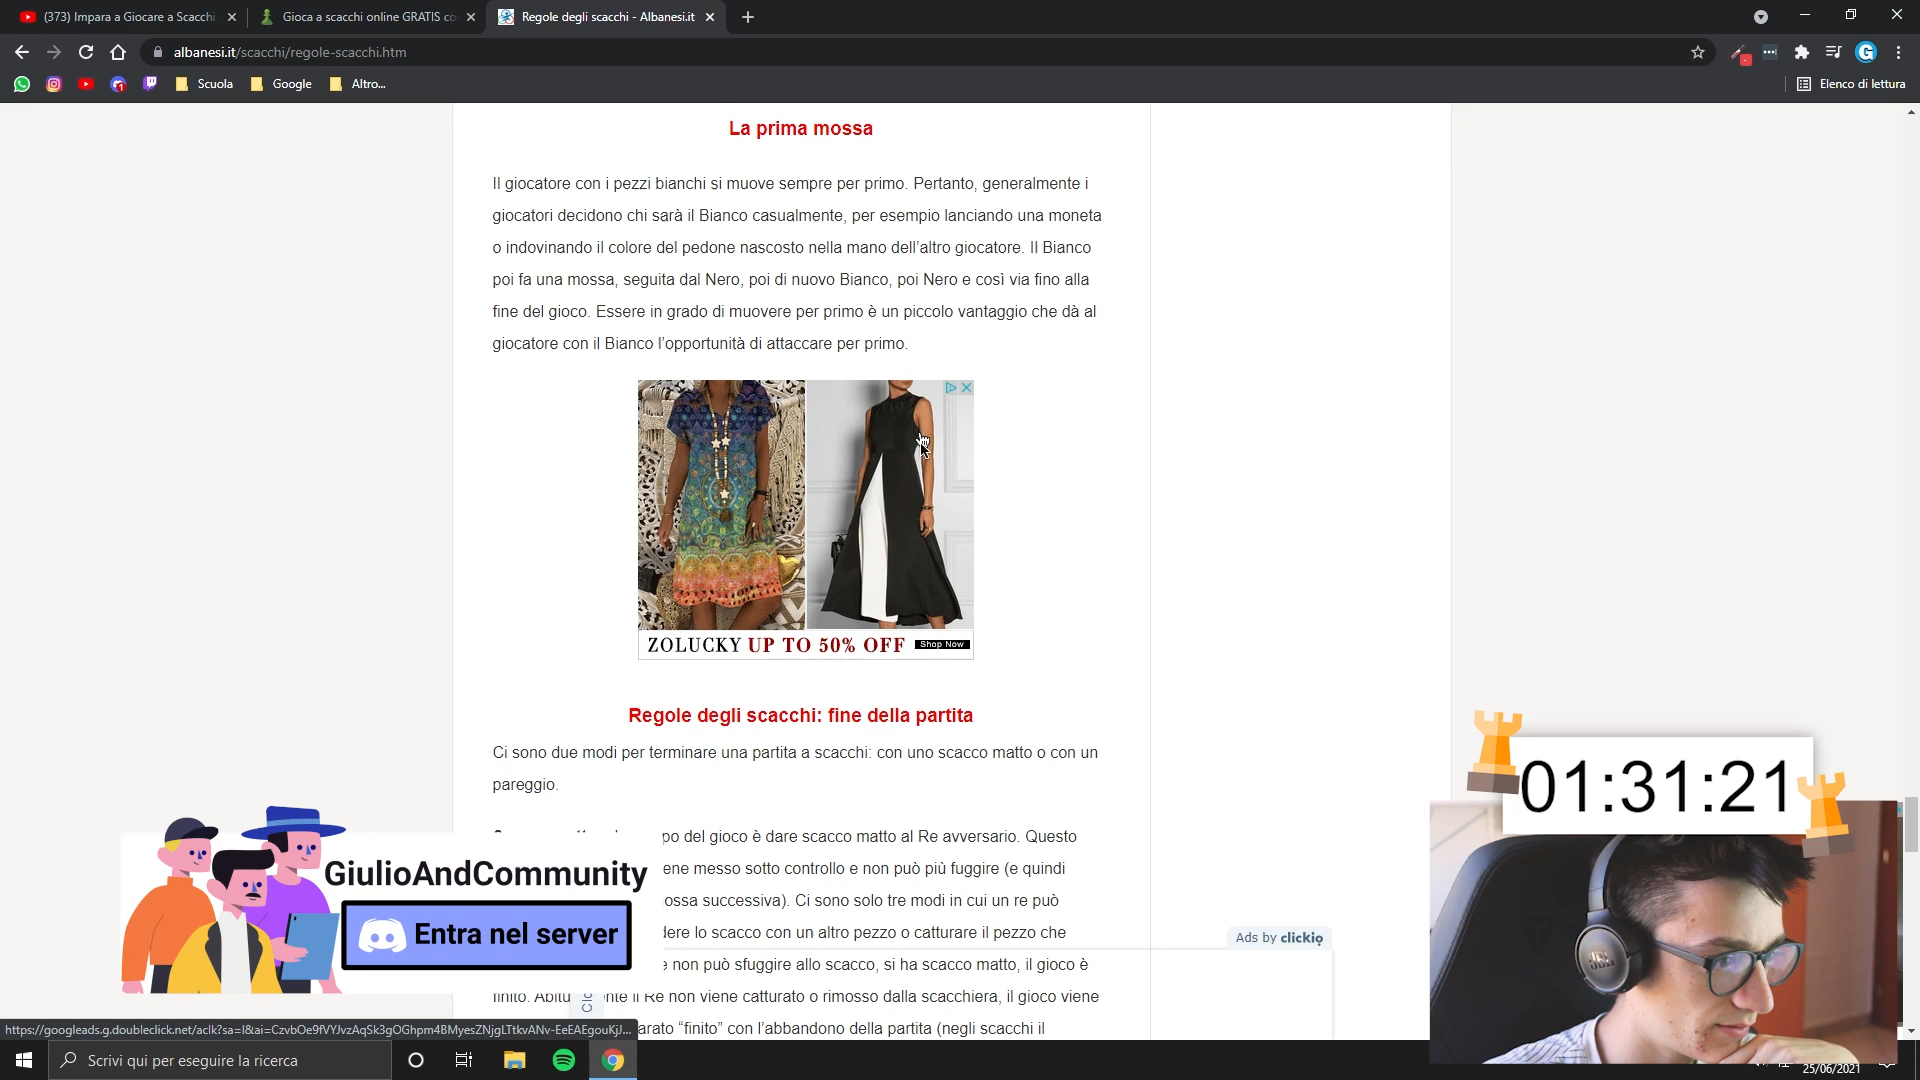 (373) Impara a Giocare a Scacchi
Gioca a scacchi online GRATIS co
Regole degli scacchi - Albanesi.it
albanesi.it/scacchi/regole-scacchi.htm
Scuola
Google
Altro...
Elenco di lettura
La prima mossa
Il giocatore con i pezzi bianchi si muove sempre per primo. Pertanto, generalmente i
giocatori decidono chi sarà il Bianco casualmente, per esempio lanciando una moneta
o indovinando il colore del pedone nascosto nella mano dell'altro giocatore. Il Bianco
poi fa una mossa, seguita dal Nero, poi di nuovo Bianco, poi Nero e così via fino alla
fine del gioco. Essere in grado di muovere per primo è un piccolo vantaggio che dà al
giocatore con il Bianco l'opportunità di attaccare per primo.
ZOLUCKY UP TO 50% OFF Shop Now
Regole degli scacchi: fine della partita
Ci sono due modi per terminare una partita a scacchi: con uno scacco matto o con un
pareggio.
po del gioco è dare scacco matto al Re avversario. Questo
ene messo sotto controllo e non può più fuggire (e quindi
ossa successiva). Ci sono solo tre modi in cui un re può
dere lo scacco con un altro pezzo o catturare il pezzo che
e non può sfuggire allo scacco, si ha scacco matto, il gioco è
finito. Abitu nte il Re non viene catturato o rimosso dalla scacchiera, il gioco viene
arato "finito" con l'abbandono della partita (negli scacchi il
GiulioAndCommunity
Entra nel server
Ads by clickio
01:31:21
JBL
Scrivi qui per eseguire la ricerca
25/06/2021